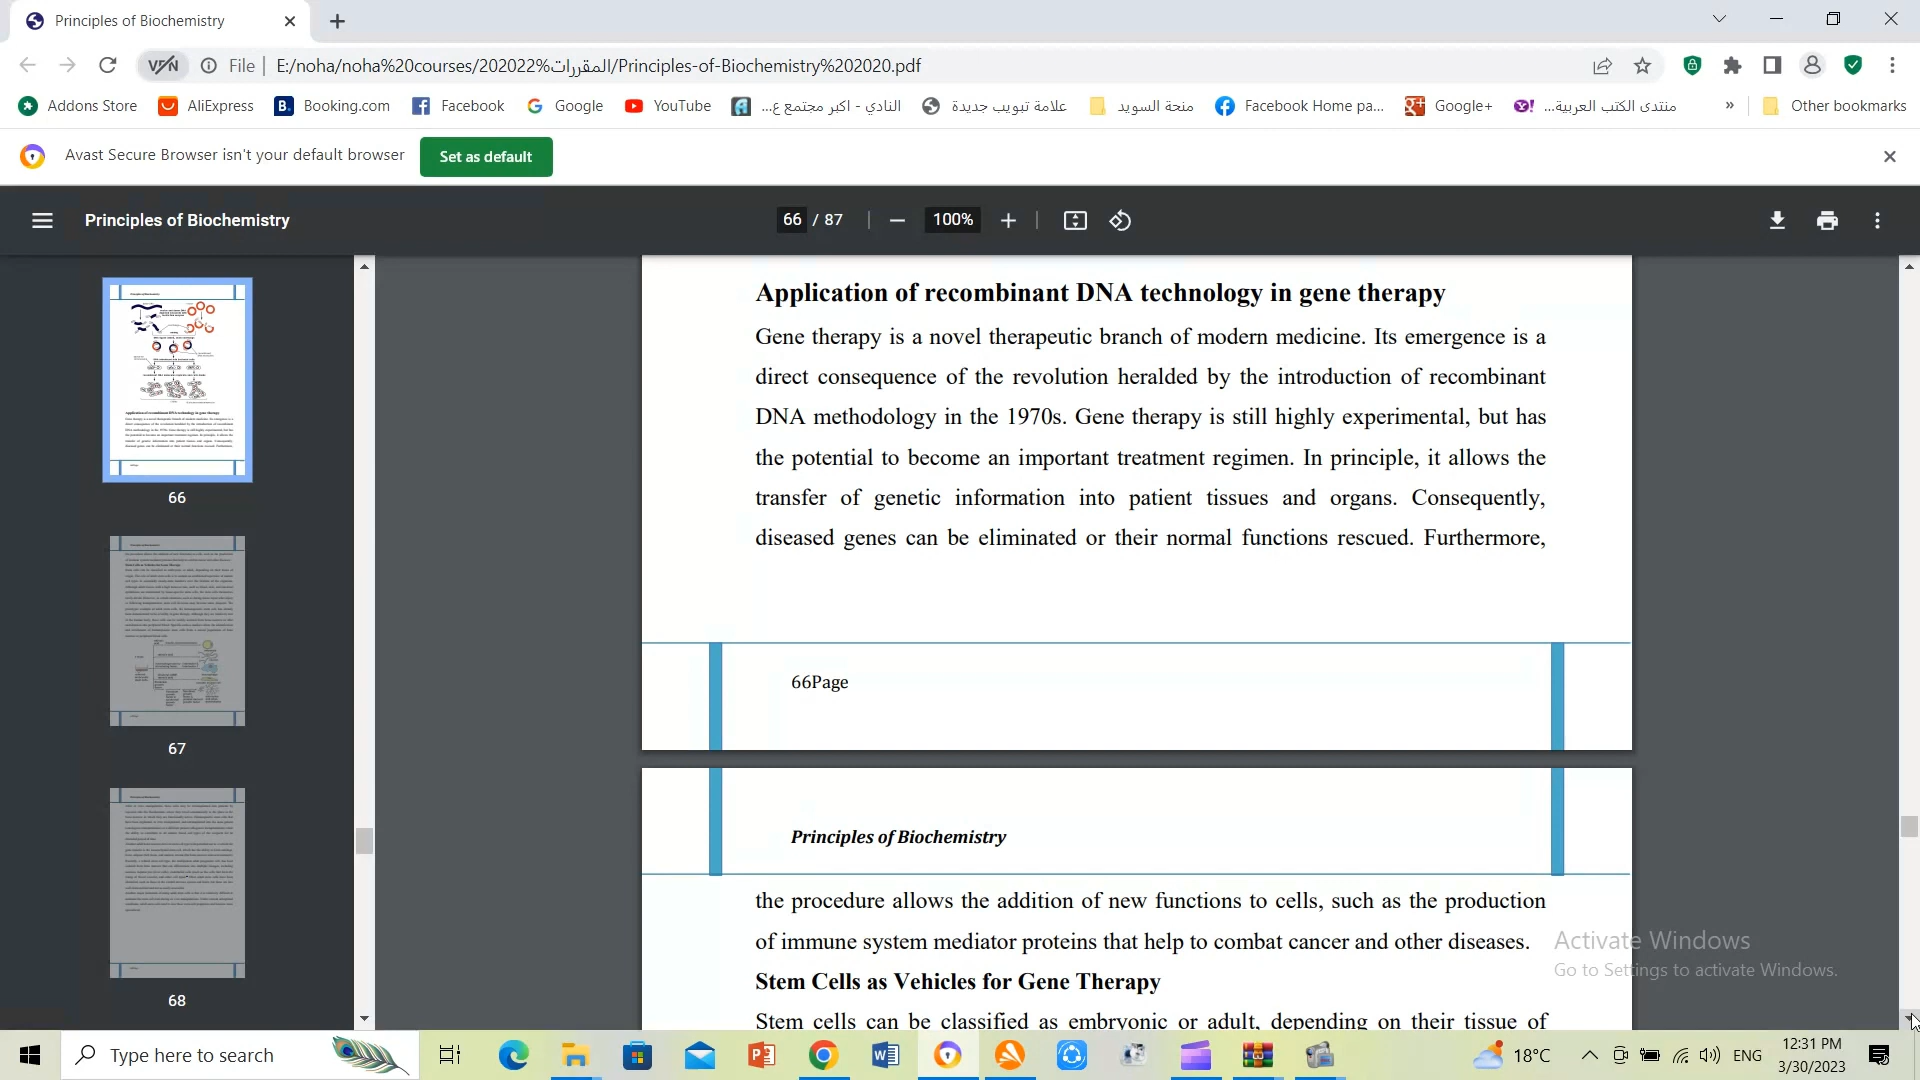 Principles of Biochemistry
File | E:/noha/noha%20courses/202022%المقررات/Principles-of-Biochemistry%202020.pdf
Addons Store AliExpress B. Booking.com Facebook Google YouTube النادي - اكبر مجتمع ع... علامة تبويب جديدة منحة السويد Facebook Home pa... Google+ منتدى الكتب العربية... » Other bookmarks
Avast Secure Browser isn't your default browser Set as default
Principles of Biochemistry 66 / 87 100%
Application of recombinant DNA technology in gene therapy
Gene therapy is a novel therapeutic branch of modern medicine. Its emergence is a
direct consequence of the revolution heralded by the introduction of recombinant
DNA methodology in the 1970s. Gene therapy is still highly experimental, but has
the potential to become an important treatment regimen. In principle, it allows the
transfer of genetic information into patient tissues and organs. Consequently,
diseased genes can be eliminated or their normal functions rescued. Furthermore,
66Page
Principles of Biochemistry
the procedure allows the addition of new functions to cells, such as the production
of immune system mediator proteins that help to combat cancer and other diseases.
Stem Cells as Vehicles for Gene Therapy
Stem cells can be classified as embryonic or adult, depending on their tissue of
66
67
68
Activate Windows
Go to Settings to activate Windows.
Type here to search
18°C ENG 12:31 PM
3/30/2023